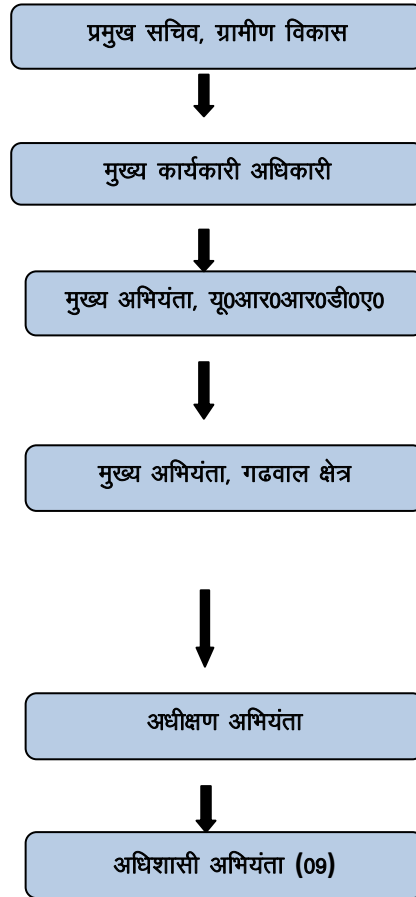 प्रमुख सचिव, ग्रामीण विकास
मुख्य कार्यकारी अधिकारी
मुख्य अभियंता, यू0आर0आर0डी0ए0
मुख्य अभियंता, गढवाल क्षेत्र
अधीक्षण अभियंता
अधिशासी अभियंता (09)